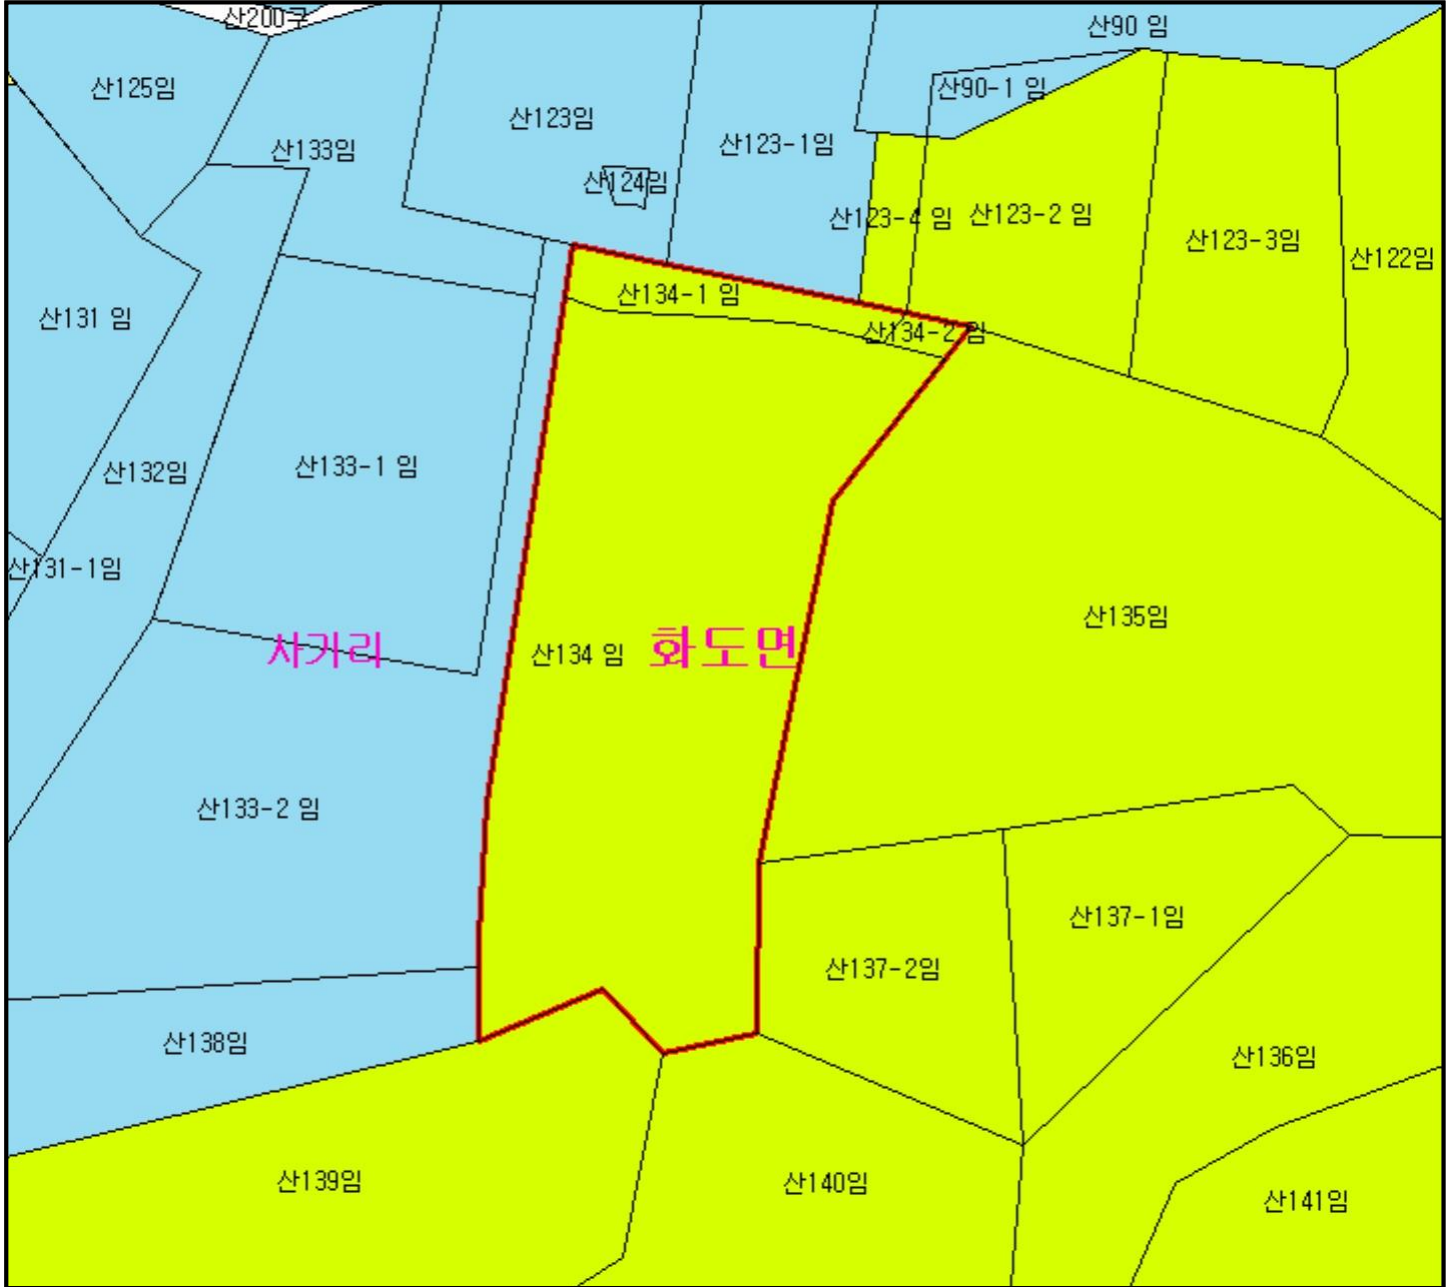 산200구
산90 임
산125임
산90-1 임
산123임
산133임
산123-1임
산124임
산123-4 임
산123-2 임
산123-3임
산122임
산134-1 임
산131 임
산134-2 임
산132임
산133-1 임
산131-1임
산135임
사기리
산134 임
화도면
산133-2 임
산137-1임
산137-2임
산138임
산136임
산139임
산140임
산141임